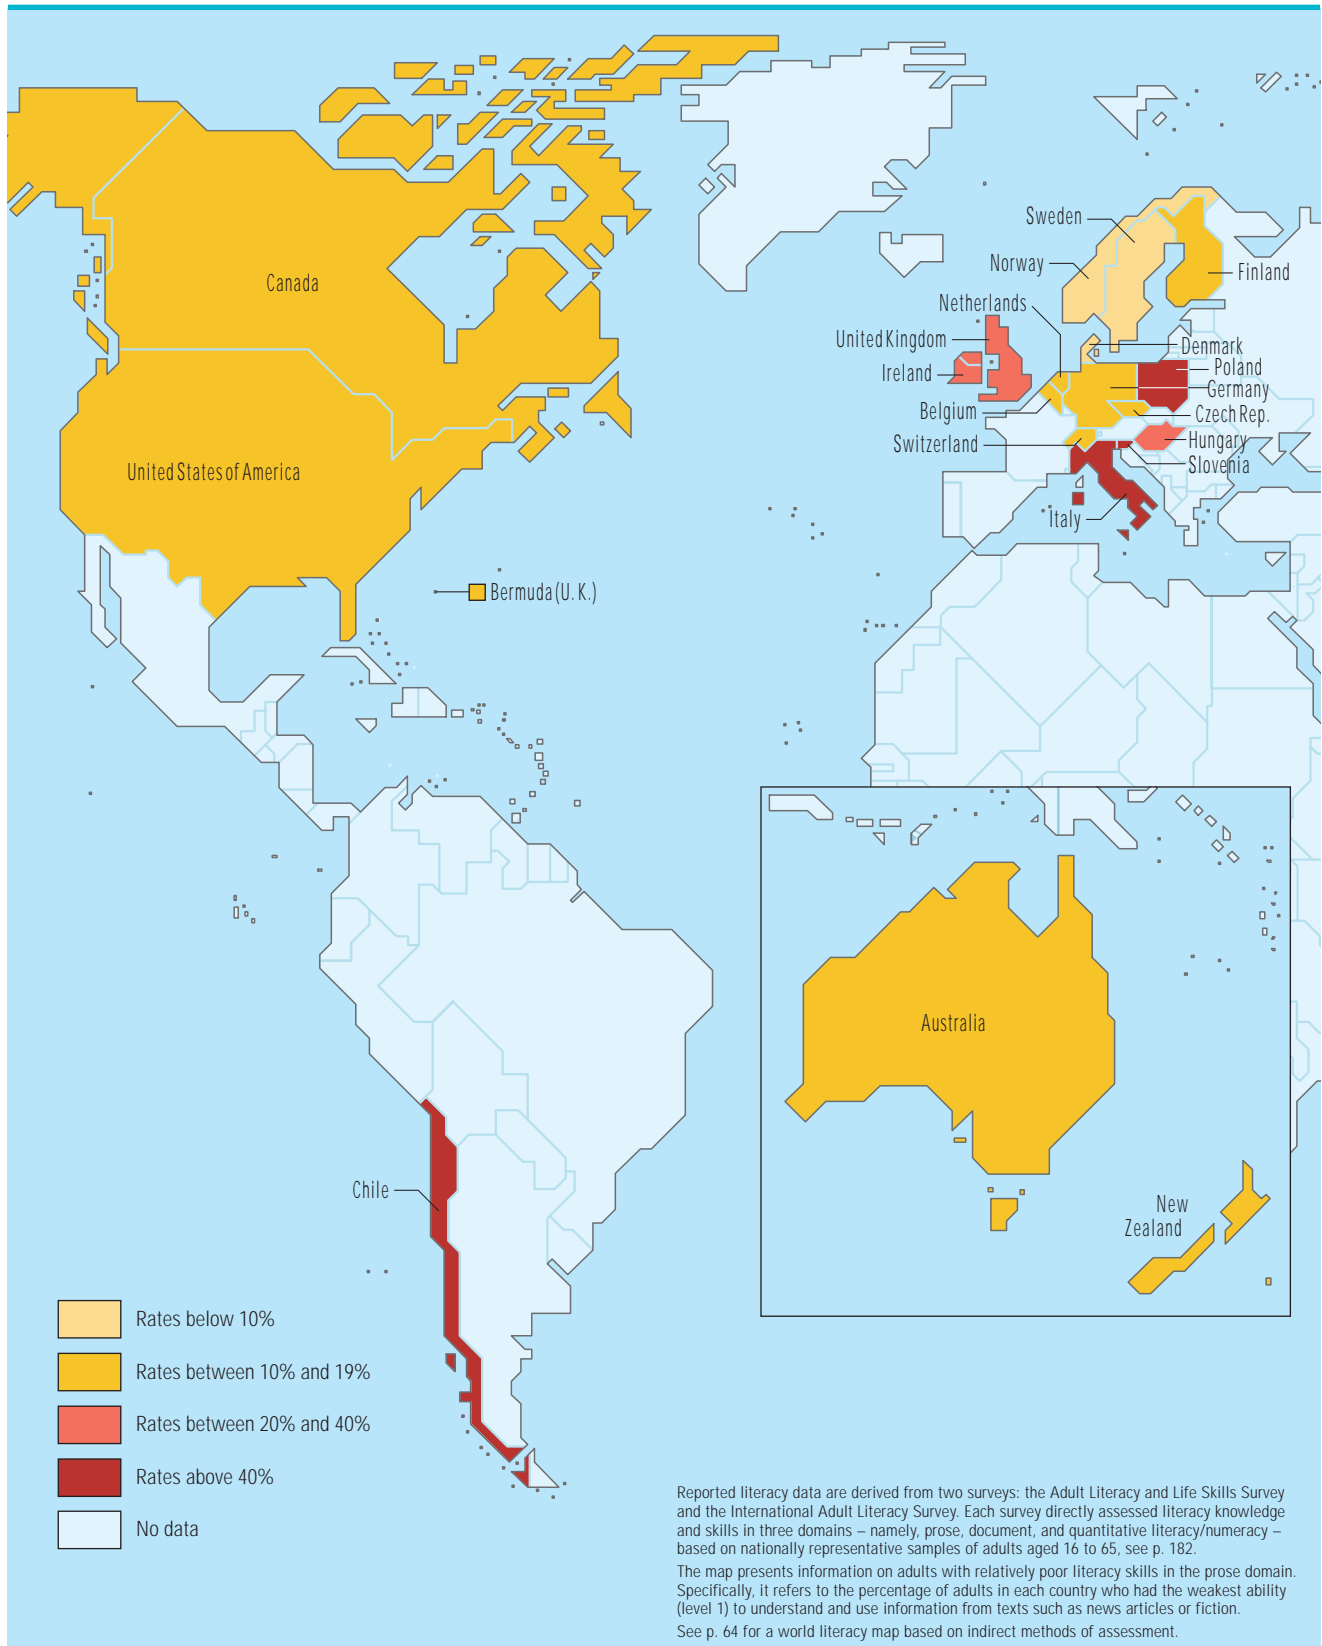 Sweden
Canada
Norway
Finland
Netherlands
United Kingdom
Denmark
Ireland
Poland
Germany
Belgium
Czech Rep.
Switzerland
Hungary
United States of America
Slovenia
Italy
Bermuda (U. K.)
Australia
Chile
New
Zealand
Rates below 10%
Rates between 10% and 19%
Rates between 20% and 40%
Rates above 40%
No data
Reported literacy data are derived from two surveys: the Adult Literacy and Life Skills Survey
and the International Adult Literacy Survey. Each survey directly assessed literacy knowledge
and skills in three domains – namely, prose, document, and quantitative literacy/numeracy –
based on nationally representative samples of adults aged 16 to 65, see p. 182.
The map presents information on adults with relatively poor literacy skills in the prose domain.
Specifically, it refers to the percentage of adults in each country who had the weakest ability
(level 1) to understand and use information from texts such as news articles or fiction.
See p. 64 for a world literacy map based on indirect methods of assessment.